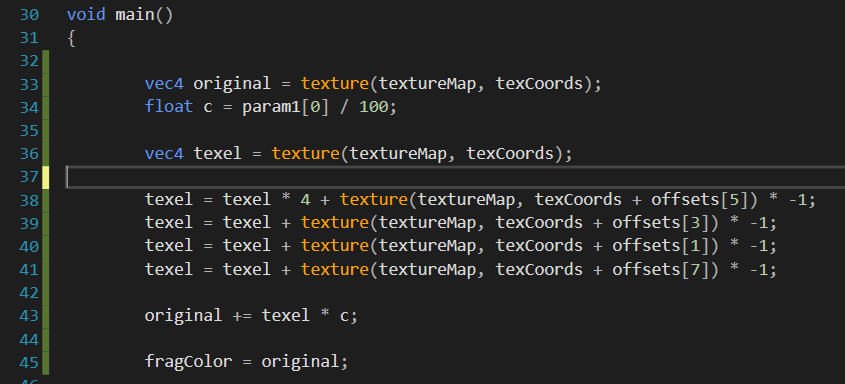 30 void main()
31 {
32
33 vec4 original = texture(textureMap, texCoords);
34 float c = param1[0] / 100;
35
36 vec4 texel = texture(textureMap, texCoords);
37
38 texel = texel * 4 + texture(textureMap, texCoords + offsets[5]) * -1;
39 texel = texel + texture(textureMap, texCoords + offsets[3]) * -1;
40 texel = texel + texture(textureMap, texCoords + offsets[1]) * -1;
41 texel = texel + texture(textureMap, texCoords + offsets[7]) * -1;
42
43 original += texel * c;
44
45 fragColor = original;